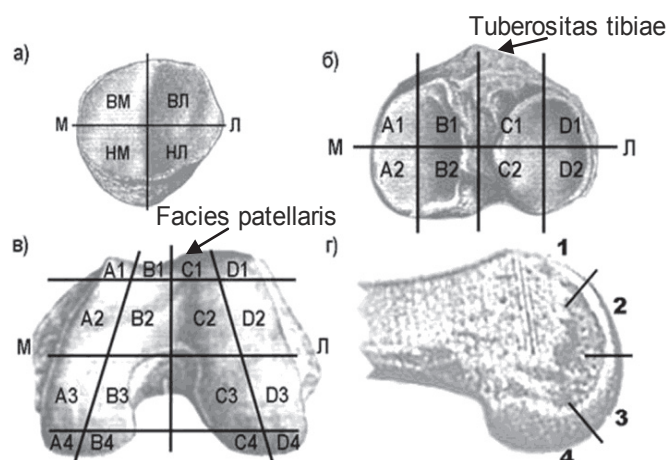 а)
Tuberositas tibiae
б)
ВМ ВЛ
М Л
НМ НЛ
A1 B1 C1 D1
М Л
A2 B2 C2 D2
Facies patellaris
в)
A1 B1 C1 D1
A2 B2 C2 D2
М Л
A3 B3 C3 D3
A4 B4 C4 D4
г)
1
2
3
4